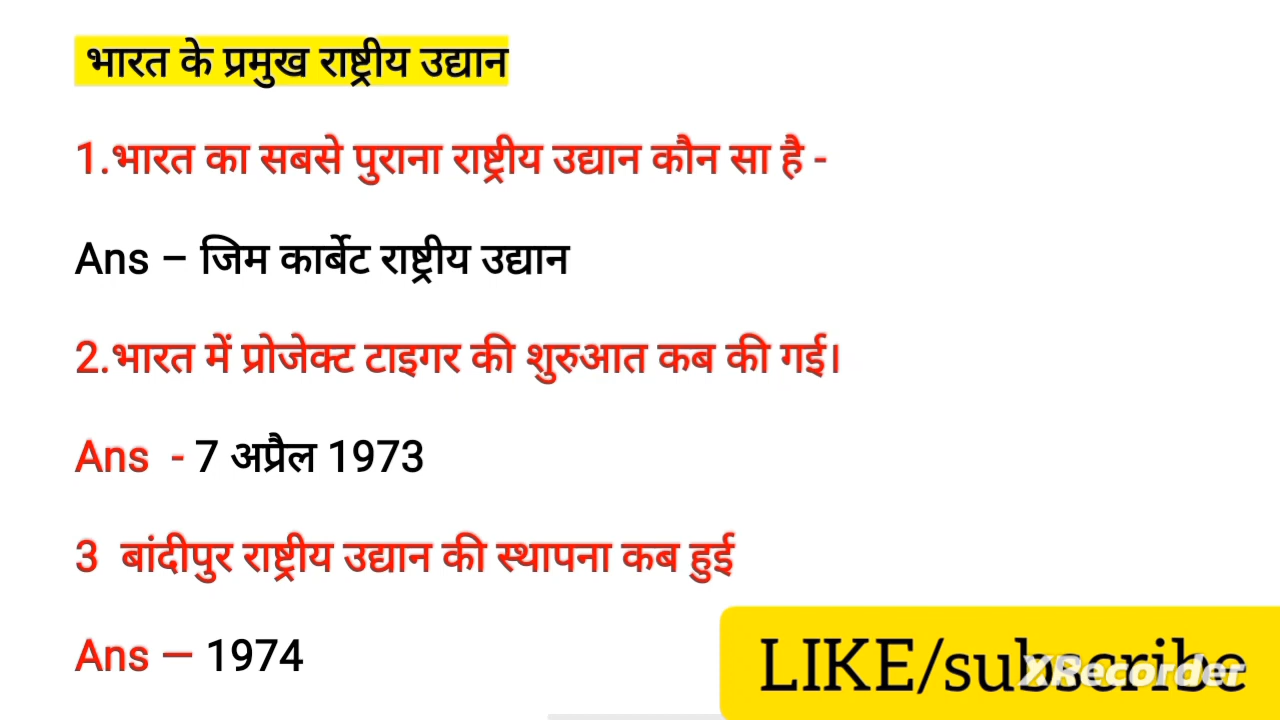 भारत के प्रमुख राष्ट्रीय उद्यान
1.भारत का सबसे पुराना राष्ट्रीय उद्यान कौन सा है -
Ans – जिम कार्बेट राष्ट्रीय उद्यान
2.भारत में प्रोजेक्ट टाइगर की शुरुआत कब की गई।
Ans - 7 अप्रैल 1973
3 बांदीपुर राष्ट्रीय उद्यान की स्थापना कब हुई
Ans — 1974
LIKE/subscribe
XRecorder